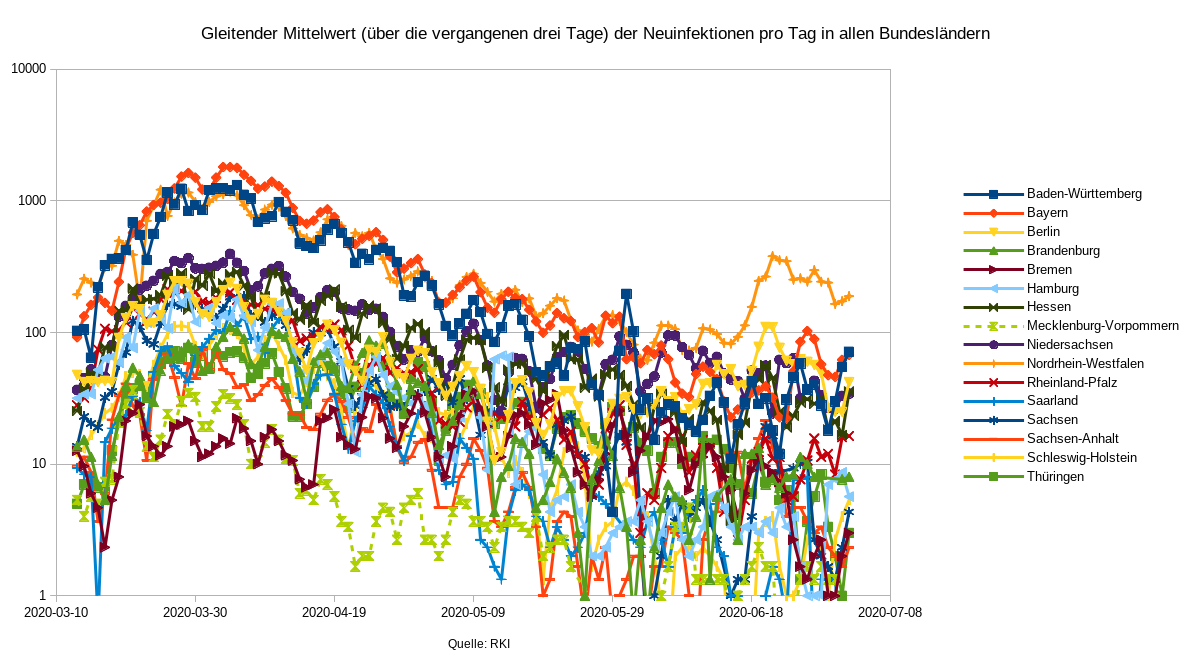 Gleitender Mittelwert (über die vergangenen drei Tage) der Neuinfektionen pro Tag in allen Bundesländern
10000
1000
100
10
1
2020-03-10
2020-03-30
2020-04-19
2020-05-09
2020-05-29
2020-06-18
2020-07-08
Quelle: RKI
Baden-Württemberg
Bayern
Berlin
Brandenburg
Bremen
Hamburg
Hessen
Mecklenburg-Vorpommern
Niedersachsen
Nordrhein-Westfalen
Rheinland-Pfalz
Saarland
Sachsen
Sachsen-Anhalt
Schleswig-Holstein
Thüringen